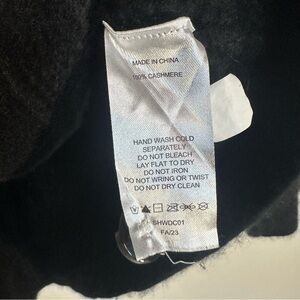 MADE IN CHINA
100% CASHMERE
HAND WASH COLD
SEPARATELY
DO NOT BLEACH
LAY FLAT TO DRY
DO NOT IRON
DO NOT WRING OR TWIST
DO NOT DRY CLEAN
SHWDC01
FA/23